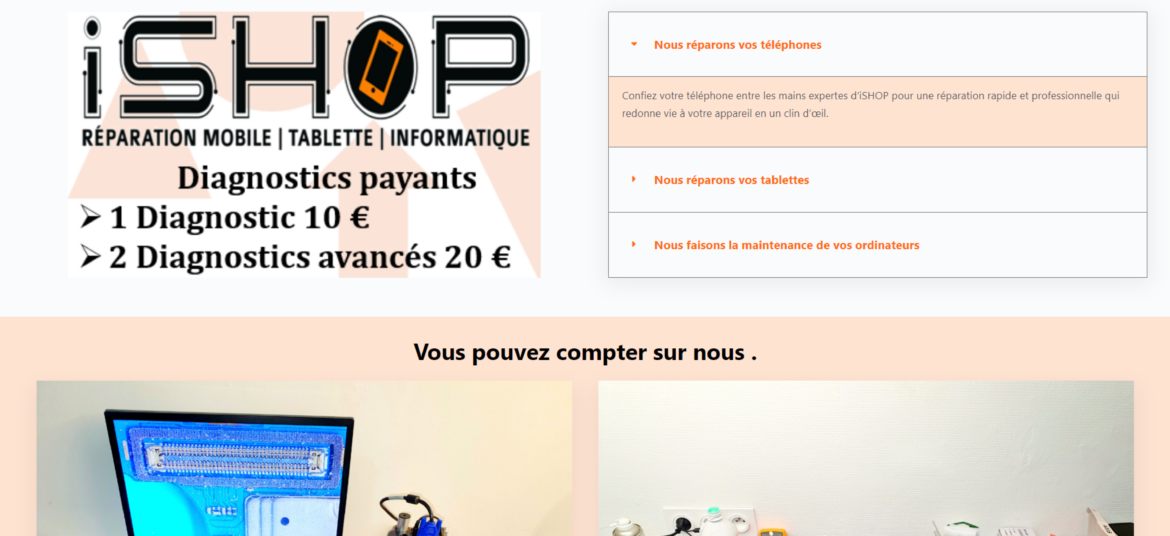 iSHOP
RÉPARATION MOBILE | TABLETTE | INFORMATIQUE
Diagnostics payants
➢ 1 Diagnostic 10 €
➢ 2 Diagnostics avancés 20 €
Nous réparons vos téléphones
Confiez votre téléphone entre les mains expertes d'iSHOP pour une réparation rapide et professionnelle qui
redonne vie à votre appareil en un clin d'œil.
Nous réparons vos tablettes
Nous faisons la maintenance de vos ordinateurs
Vous pouvez compter sur nous .